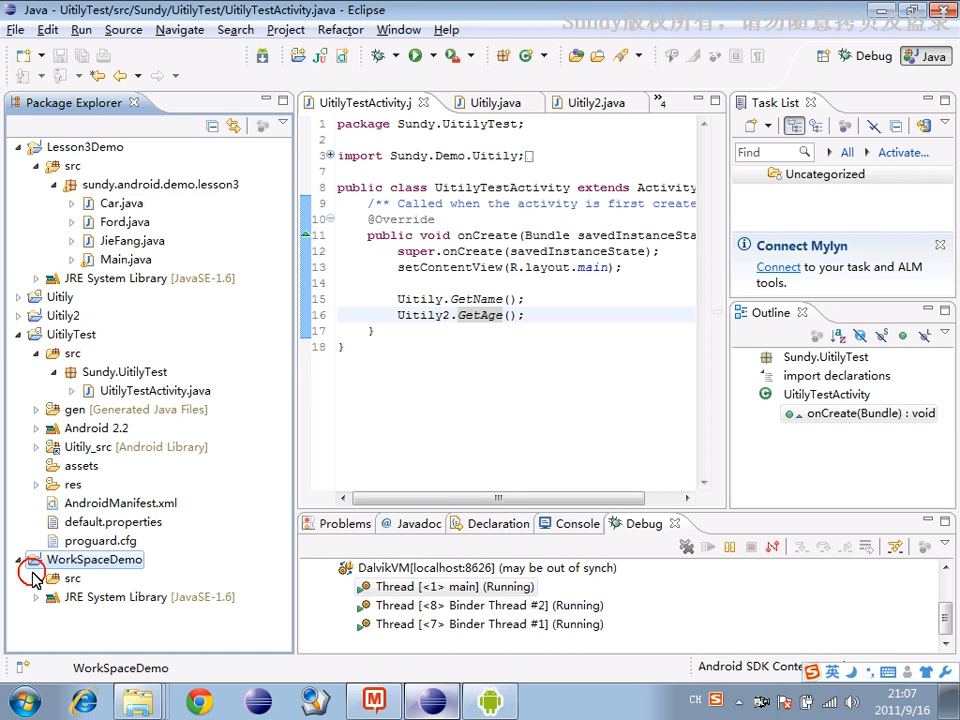 Java - UitilyTest/src/Sundy/UitilyTest/UitilyTestActivity.java - Eclipse
Sundy版权所有，请勿随意拷贝及盗录
File Edit Run Source Navigate Search Project Refactor Window Help
Debug Java
Package Explorer
Lesson3Demo
src
sundy.android.demo.lesson3
Car.java
Ford.java
JieFang.java
Main.java
JRE System Library [JavaSE-1.6]
Uitily
Uitily2
UitilyTest
src
Sundy.UitilyTest
UitilyTestActivity.java
gen [Generated Java Files]
Android 2.2
Uitily_src [Android Library]
assets
res
AndroidManifest.xml
default.properties
proguard.cfg
WorkSpaceDemo
src
JRE System Library [JavaSE-1.6]
UitilyTestActivity.j Uitily.java Uitily2.java »4
1 package Sundy.UitilyTest;
2
3 import Sundy.Demo.Uitily;
7
8 public class UitilyTestActivity extends Activity
9 /** Called when the activity is first create
10 @Override
11 public void onCreate(Bundle savedInstanceSta
12 super.onCreate(savedInstanceState);
13 setContentView(R.layout.main);
14
15 Uitily.GetName();
16 Uitily2.GetAge();
17 }
18 }
Task List
Find All Activate...
Uncategorized
Connect Mylyn
Connect to your task and ALM
tools.
Outline
Sundy.UitilyTest
import declarations
UitilyTestActivity
onCreate(Bundle) : void
Problems @ Javadoc Declaration Console Debug
DalvikVM[localhost:8626] (may be out of synch)
Thread [<1> main] (Running)
Thread [<8> Binder Thread #2] (Running)
Thread [<7> Binder Thread #1] (Running)
WorkSpaceDemo
Android SDK Conte
英
CH
21:07
2011/9/16